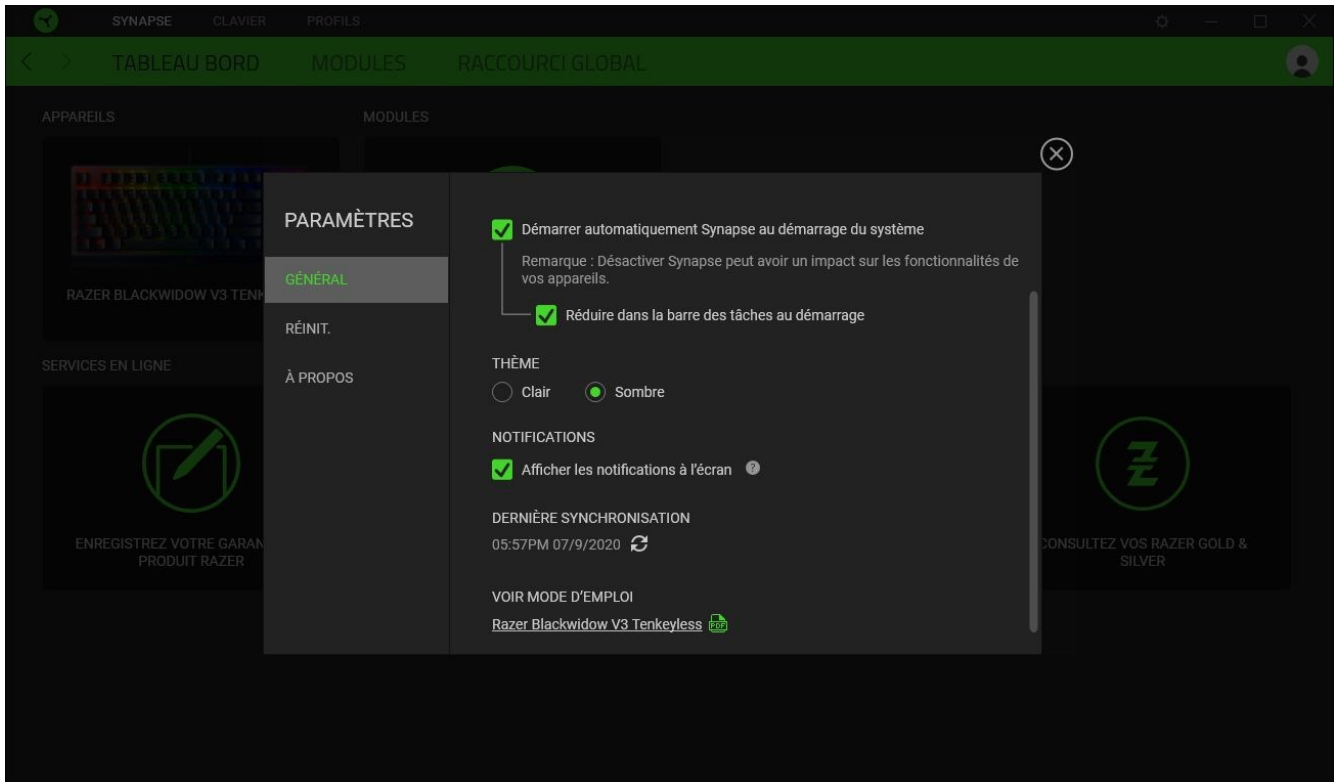 SYNAPSE CLAVIER PROFILS
TABLEAU BORD MODULES RACCOURCI GLOBAL
APPAREILS MODULES
RAZER BLACKWIDOW V3
PARAMÈTRES
GÉNÉRAL
RÉINIT.
À PROPOS
Démarrer automatiquement Synapse au démarrage du système
Remarque : Désactiver Synapse peut avoir un impact sur les fonctionnalités de
vos appareils.
Réduire dans la barre des tâches au démarrage
THÈME
Clair Sombre
NOTIFICATIONS
Afficher les notifications à l'écran ?
DERNIÈRE SYNCHRONISATION
05:57PM 07/9/2020
VOIR MODE D'EMPLOI
Razer Blackwidow V3 Tenkeyless PDF
SERVICES EN LIGNE
ENREGISTREZ VOTRE
PRODUIT RAZER
CONSULTEZ VOS RAZER GOLD &
SILVER